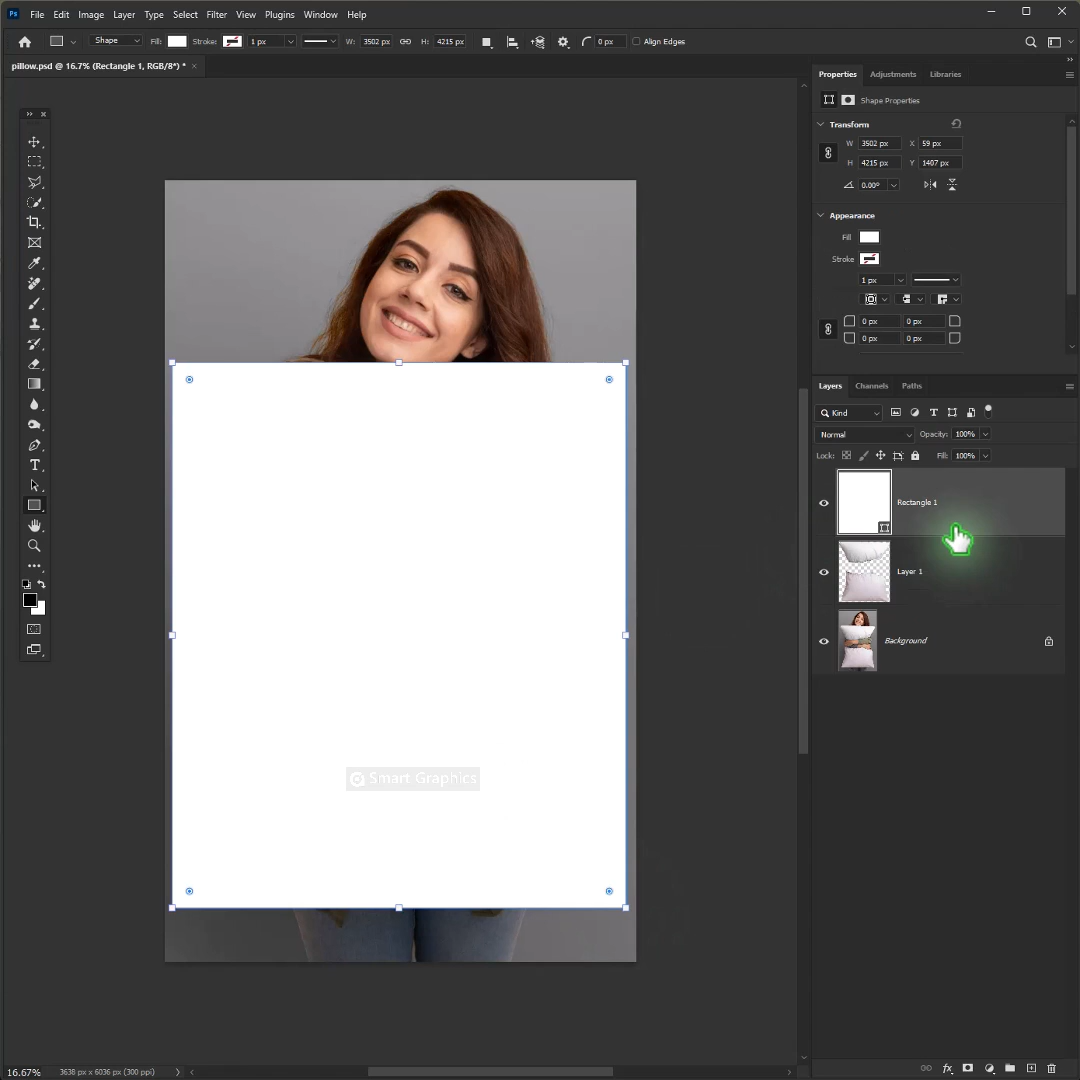 Ps File Edit Image Layer Type Select Filter View Plugins Window Help
Shape Fill: Stroke: 1 px W: 3502 px H: 4215 px 0 px Align Edges
pillow.psd @ 16.7% (Rectangle 1, RGB/8*) * ×
Properties Adjustments Libraries
Shape Properties
Transform
W 3502 px X 59 px
H 4215 px Y 1407 px
0.00°
Appearance
Fill
Stroke
1 px
0 px 0 px
0 px 0 px
Layers Channels Paths
Kind
Normal Opacity: 100%
Lock: Fill: 100%
Rectangle 1
Layer 1
Background
Smart Graphics
16.67% 3638 px x 6036 px (300 ppi)